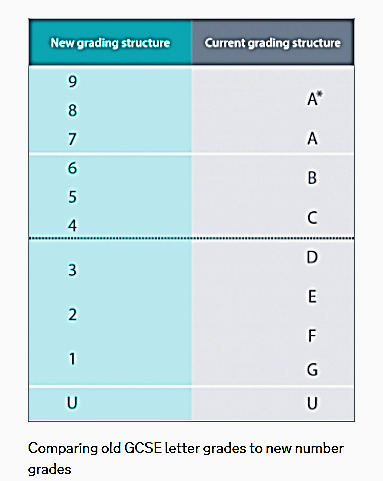 New grading structure Current grading structure
9
A*
8
7 A
6
B
5
4 C
D
3
E
2
F
1
G
U U
Comparing old GCSE letter grades to new number
grades